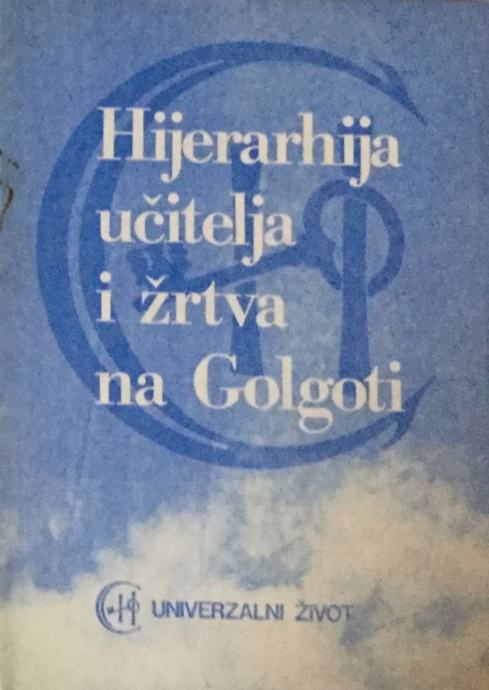 Hijerarhija
učitelja
i žrtva
na Golgoti
UNIVERZALNI ŽIVOT